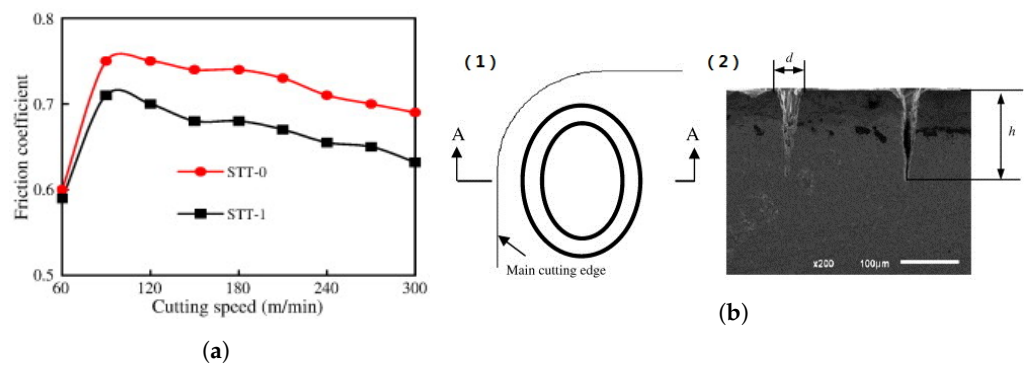 0.8
0.7
0.6
0.5
Friction coefficient
STT-0
STT-1
60
120
180
240
300
Cutting speed (m/min)
(a)
(1)
A
A
Main cutting edge
(2)
d
h
x200 100μm
(b)